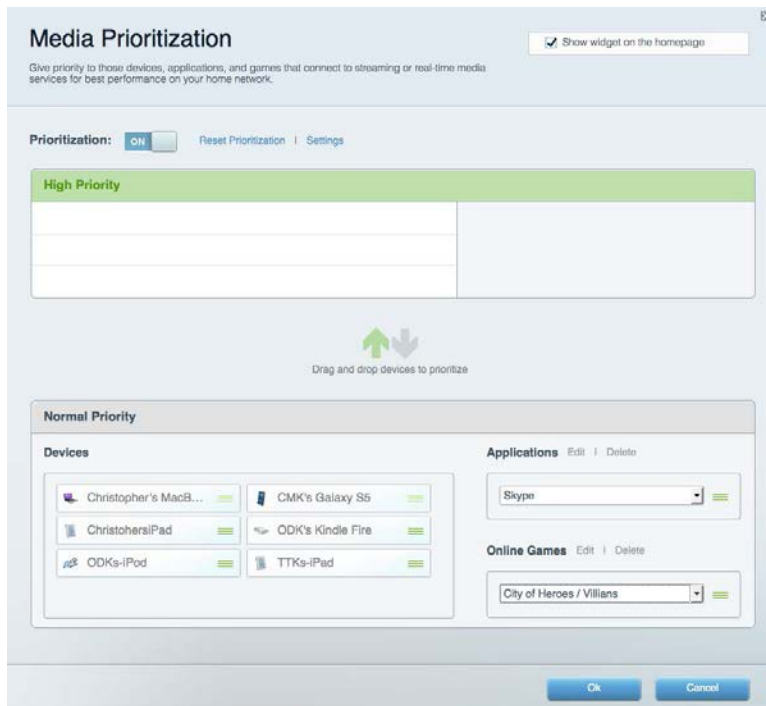 Media Prioritization
Show widget on the homepage
Give priority to those devices, applications, and games that connect to streaming or real-time media
services for best performance on your home network.
Prioritization: ON Reset Prioritization | Settings
High Priority
Drag and drop devices to prioritize
Normal Priority
Devices
Christopher's MacB...
CMK's Galaxy S5
ChristohersiPad
ODK's Kindle Fire
ODKs-iPod
TTKs-iPad
Applications Edit | Delete
Skype
Online Games Edit | Delete
City of Heroes / Villians
Ok
Cancel